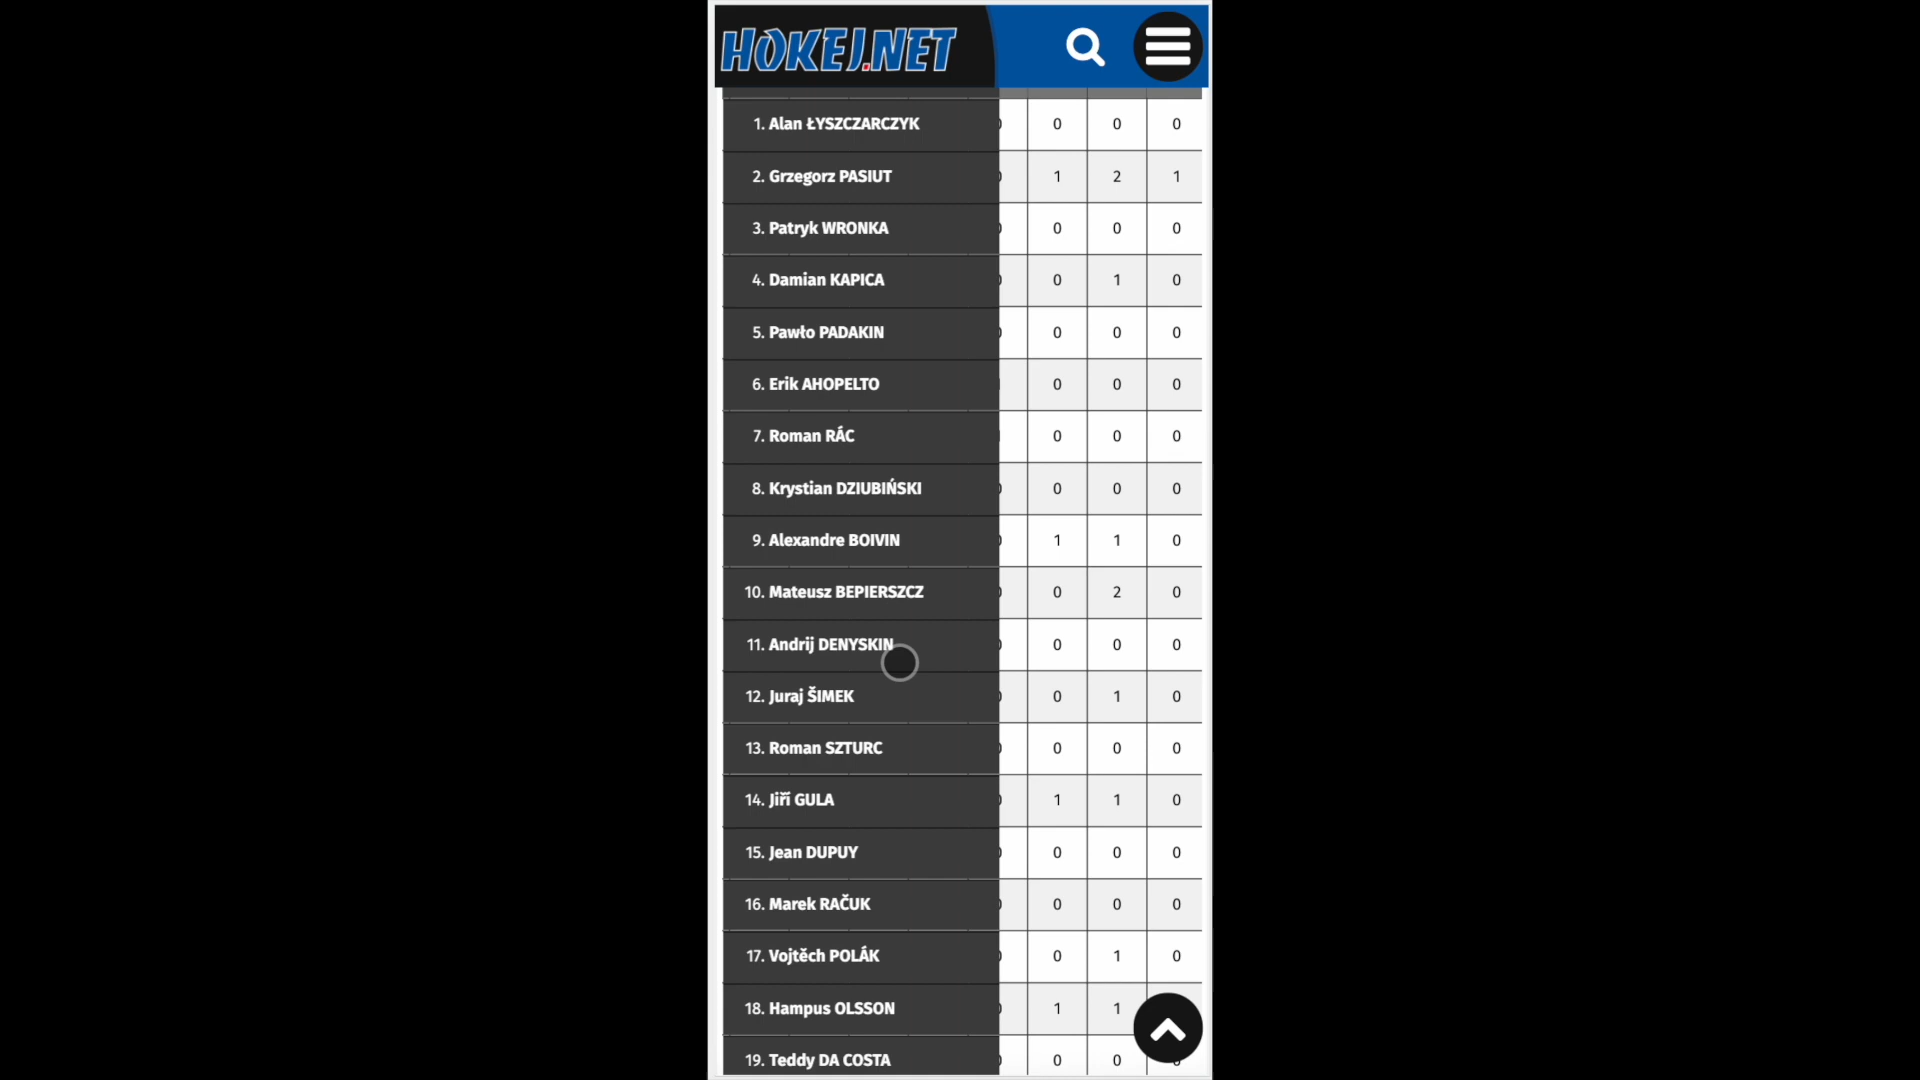 HOKEJ.NET
1. Alan ŁYSZCZARCZYK 0 0 0
2. Grzegorz PASIUT 1 2 1
3. Patryk WRONKA 0 0 0
4. Damian KAPICA 0 1 0
5. Pawło PADAKIN 0 0 0
6. Erik AHOPELTO 0 0 0
7. Roman RÁC 0 0 0
8. Krystian DZIUBIŃSKI 0 0 0
9. Alexandre BOIVIN 1 1 0
10. Mateusz BEPIERSZCZ 0 2 0
11. Andrij DENYSKIN 0 0 0
12. Juraj ŠIMEK 0 1 0
13. Roman SZTURC 0 0 0
14. Jiří GULA 1 1 0
15. Jean DUPUY 0 0 0
16. Marek RAČUK 0 0 0
17. Vojtěch POLÁK 0 1 0
18. Hampus OLSSON 1 1
19. Teddy DA COSTA 0 0